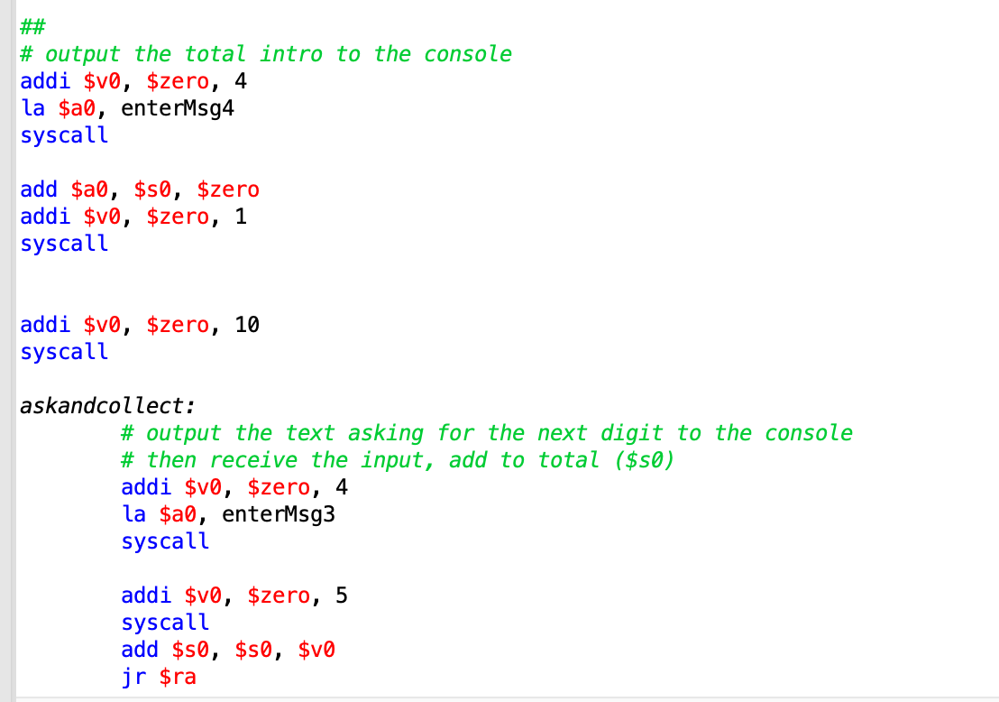 ##
# output the total intro to the console
addi $v0, $zero, 4
la $a0, enterMsg4
syscall
add $a0, $s0, $zero
addi $v0, $zero, 1
syscall
addi $v0, $zero, 10
syscall
askandcollect:
# output the text asking for the next digit to the console
# then receive the input, add to total ($s0)
addi $v0, $zero, 4
la $a0, enterMsg3
syscall
addi $v0, $zero, 5
syscall
add $s0, $s0, $v0
jr $ra